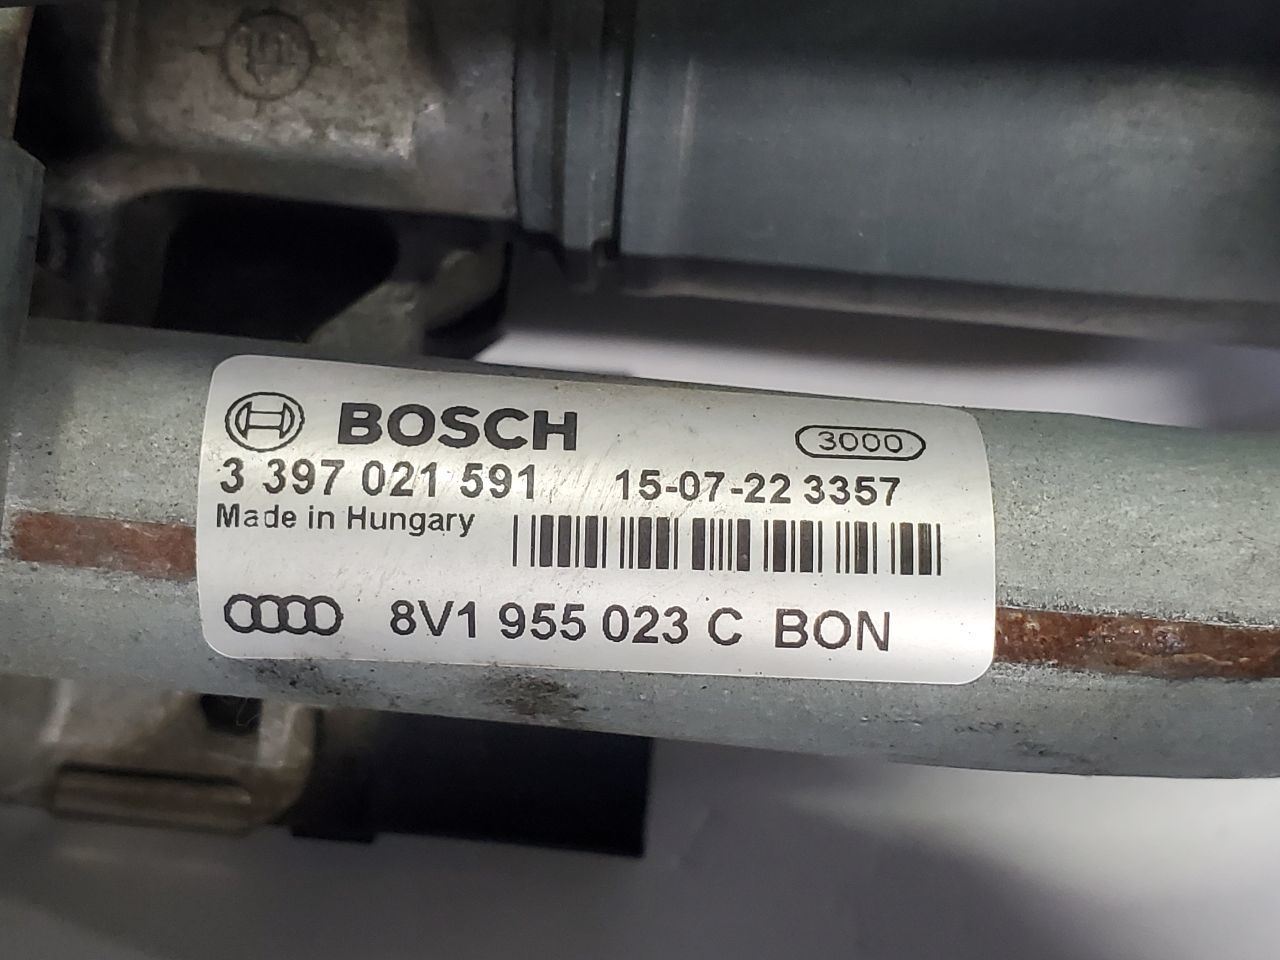 BOSCH
3000
3 397 021 591 15-07-22 3357
Made in Hungary
8V1 955 023 C BON